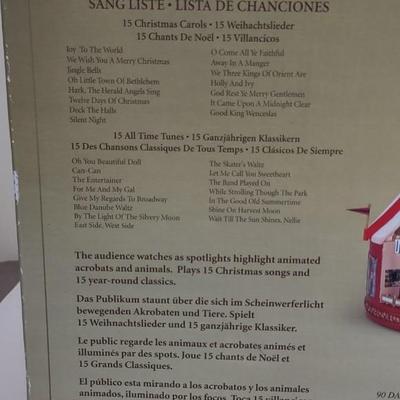 SANG LISTE • LISTA DE CHANCIONES
15 Christmas Carols • 15 Weihachtslieder
15 Chants De Noël • 15 Villancicos
Joy To The World
We Wish You A Merry Christmas
Jingle Bells
Oh Little Town Of Bethlehem
Hark, The Herald Angels Sing
Twelve Days Of Christmas
Deck The Halls
Silent Night
O Come All Ye Faithful
Away In A Manger
We Three Kings Of Orient Are
Holly And Ivy
God Rest Ye Merry Gentlemen
It Came Upon A Midnight Clear
Good King Wenceslas
15 All Time Tunes • 15 Ganzjährigen Klassikern
15 Des Chansons Classiques De Tous Temps • 15 Clásicos De Siempre
Oh You Beautiful Doll
Can-Can
The Entertainer
For Me And My Gal
Give My Regards To Broadway
Blue Danube Waltz
By The Light Of The Silvery Moon
East Side, West Side
The Skater's Waltz
Let Me Call You Sweetheart
The Band Played On
While Strolling Though The Park
In The Good Old Summertime
Shine On Harvest Moon
Wait Till The Sun Shines, Nellie
The audience watches as spotlights highlight animated
acrobats and animals. Plays 15 Christmas songs and
15 year-round classics.
Das Publikum staunt über die sich im Scheinwerferlicht
bewegenden Akrobaten und Tiere. Spielt
15 Weihnachtslieder und 15 ganzjährige Klassiker.
Le public regarde les animaux et acrobates animés et
illuminés par des spots. Joue 15 chants de Noël et
15 Grands Classiques.
El público esta mirando a los acrobatos y los animales
animados, iluminado por los focos. Toca 15 villancicos
90 DA